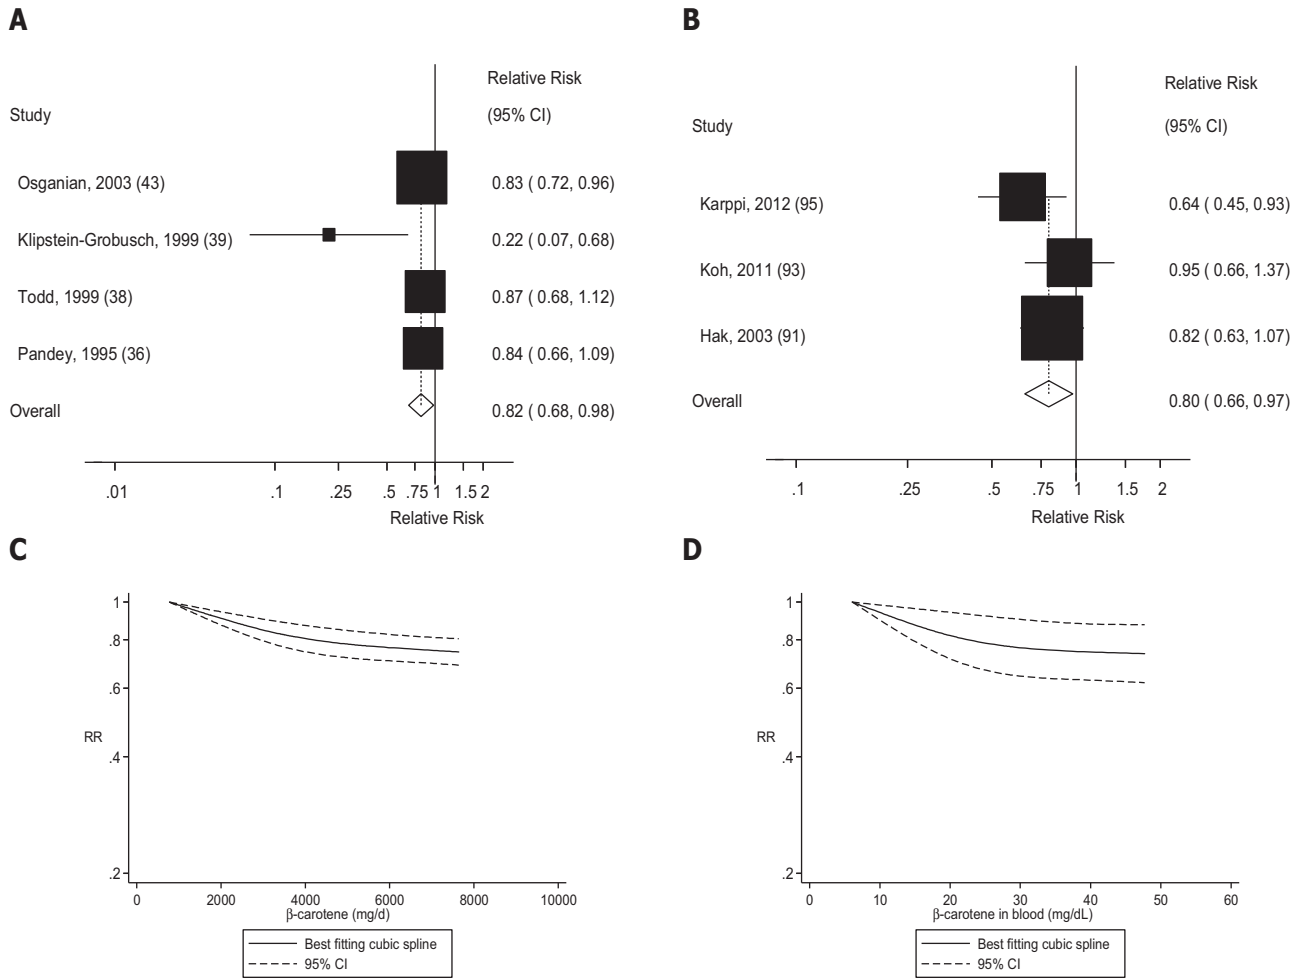 A
Relative Risk
Study
(95% CI)
Osganian, 2003 (43)
0.83 ( 0.72, 0.96)
Klipstein-Grobusch, 1999 (39)
0.22 ( 0.07, 0.68)
Todd, 1999 (38)
0.87 ( 0.68, 1.12)
Pandey, 1995 (36)
0.84 ( 0.66, 1.09)
Overall
0.82 ( 0.68, 0.98)
.01 .1 .25 .5 .75 1 1.5 2
Relative Risk
B
Relative Risk
Study
(95% CI)
Karppi, 2012 (95)
0.64 ( 0.45, 0.93)
Koh, 2011 (93)
0.95 ( 0.66, 1.37)
Hak, 2003 (91)
0.82 ( 0.63, 1.07)
Overall
0.80 ( 0.66, 0.97)
.1 .25 .5 .75 1 1.5 2
Relative Risk
C
1
.8
.6
RR
.4
.2
0 2000 4000 6000 8000 10000
β-carotene (mg/d)
Best fitting cubic spline
95% CI
D
1
.8
.6
RR
.4
.2
0 10 20 30 40 50 60
β-carotene in blood (mg/dL)
Best fitting cubic spline
95% CI